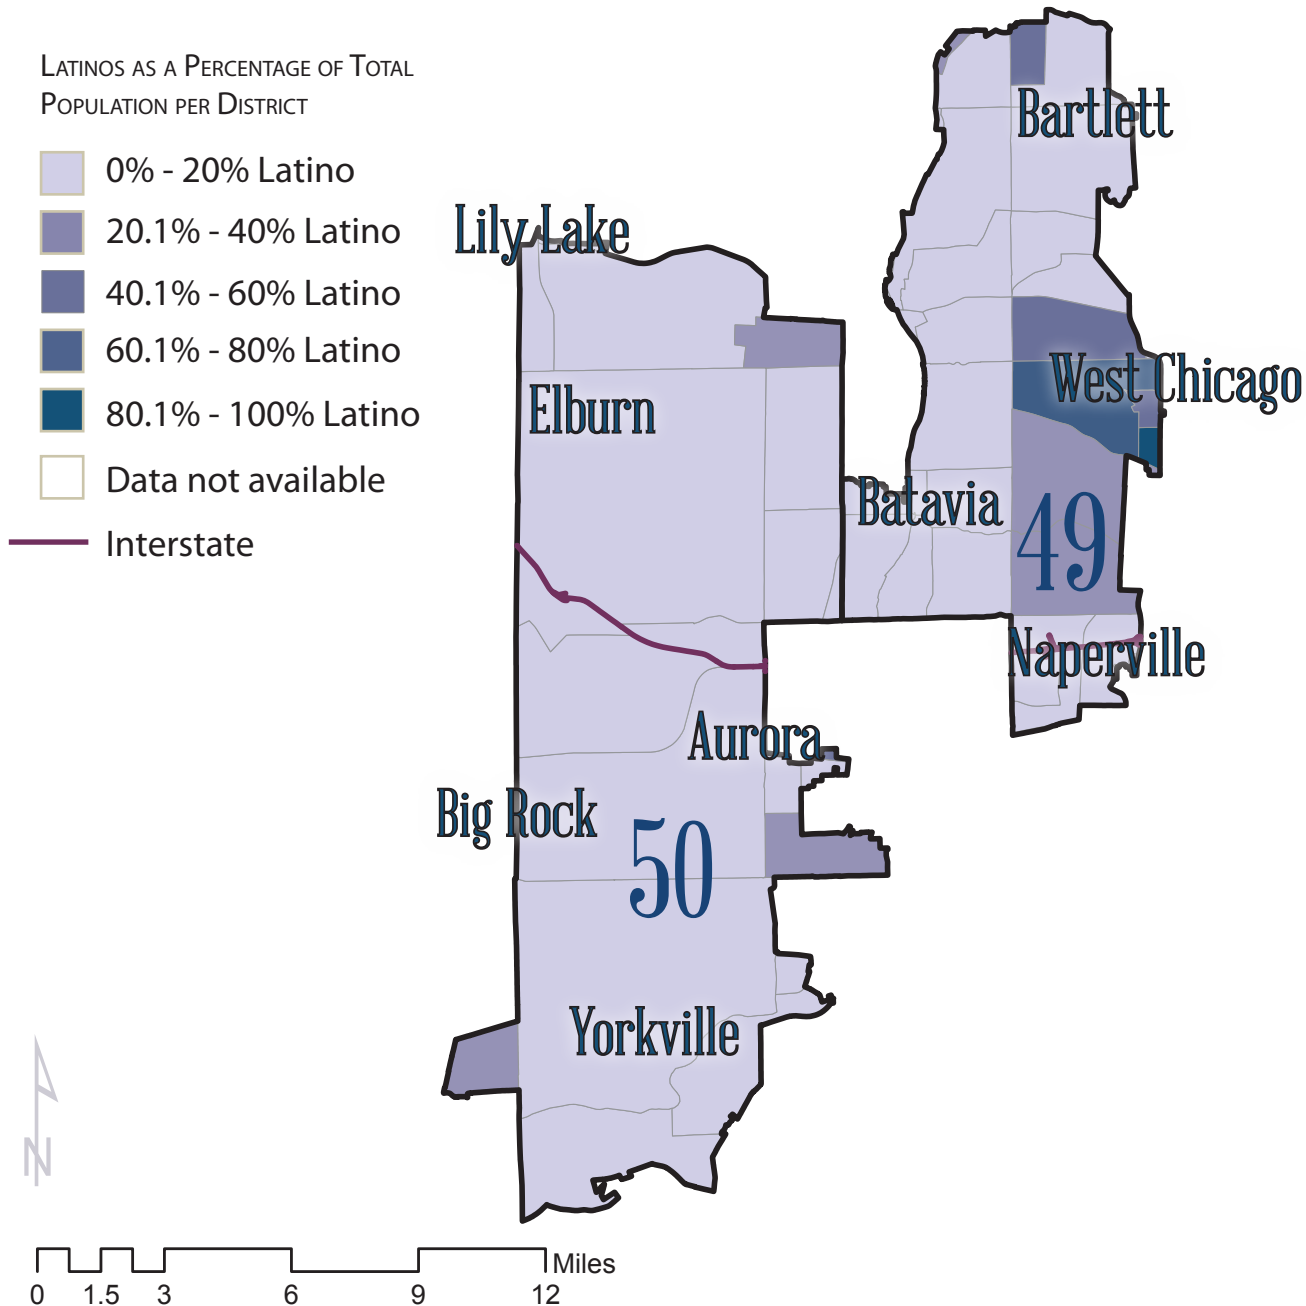 Latinos as a Percentage of Total
Population per District
0% - 20% Latino
20.1% - 40% Latino
40.1% - 60% Latino
60.1% - 80% Latino
80.1% - 100% Latino
Data not available
Interstate
Bartlett
Lily Lake
West Chicago
Elburn
Batavia
49
Naperville
Aurora
Big Rock
50
Yorkville
N
Miles
0 1.5 3 6 9 12